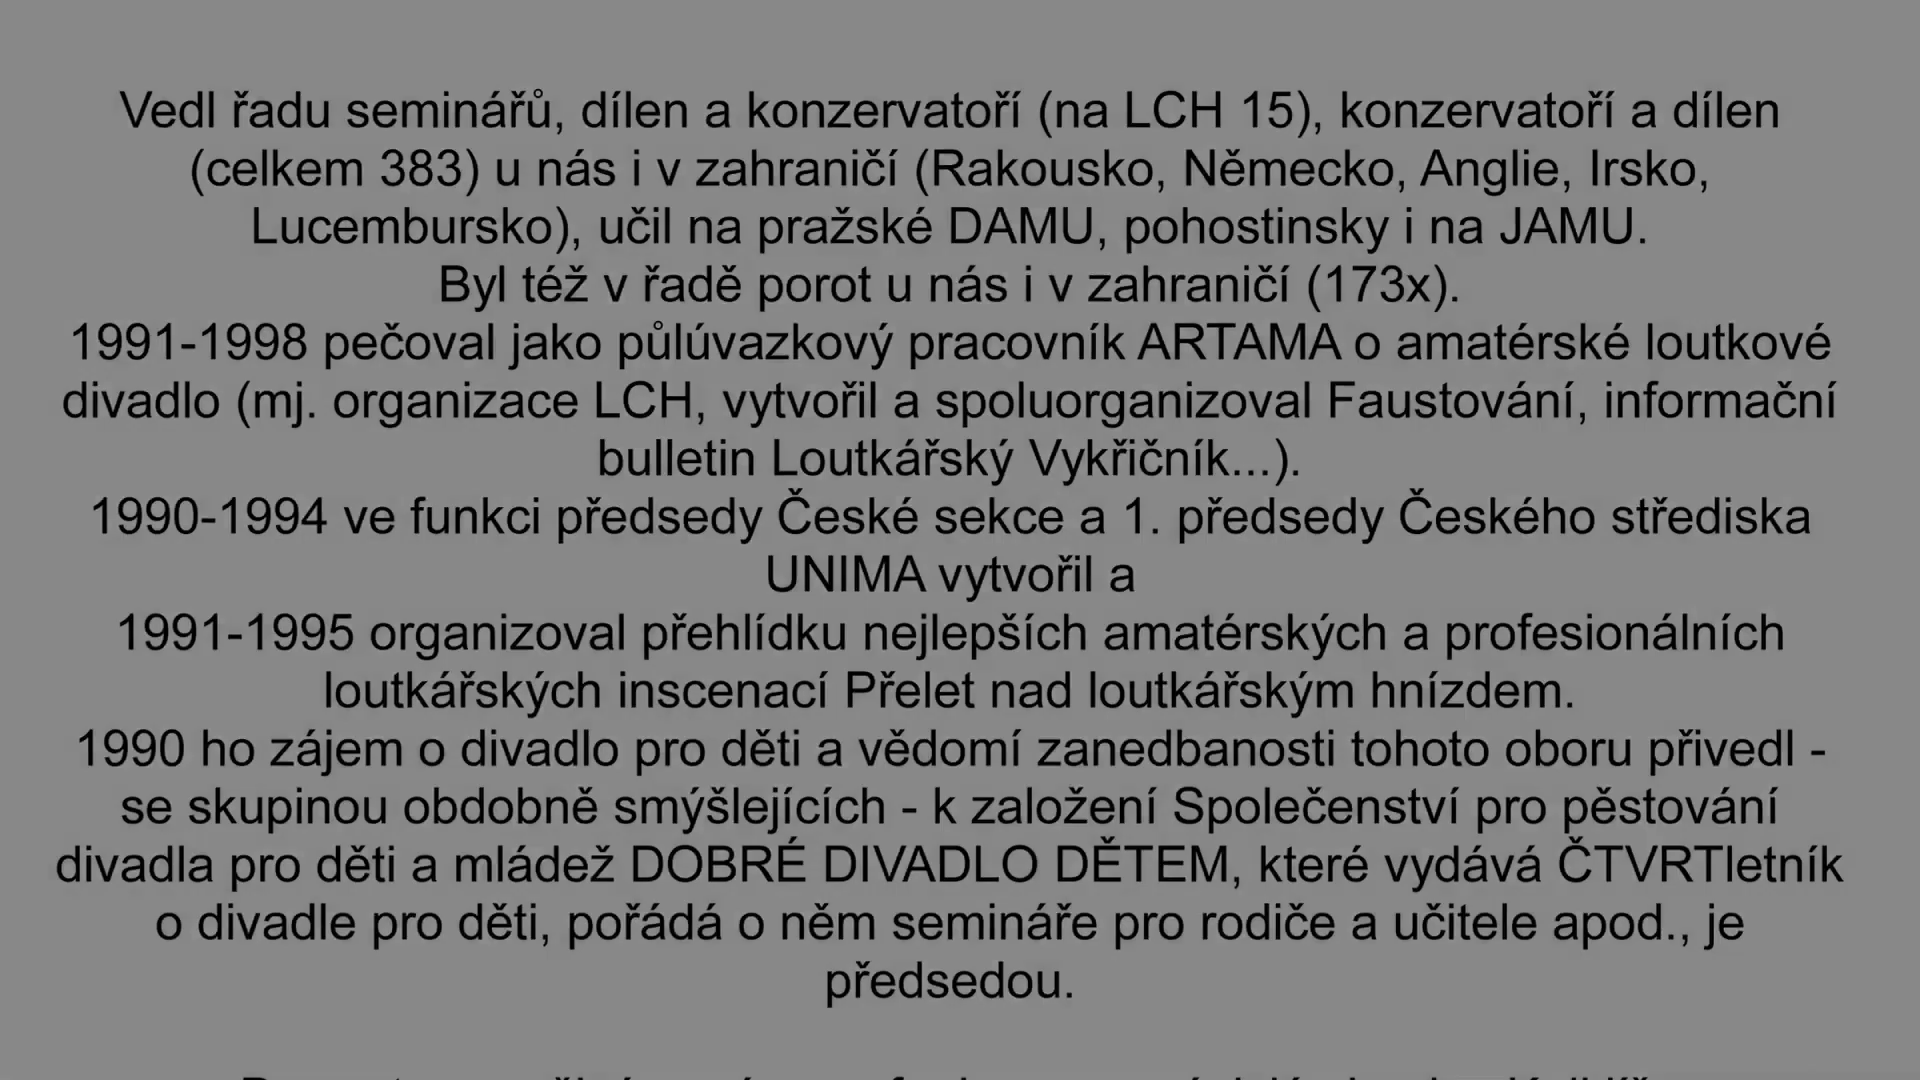 Vedl řadu seminářů, dílen a konzervatoří (na LCH 15), konzervatoří a dílen
(celkem 383) u nás i v zahraničí (Rakousko, Německo, Anglie, Irsko,
Lucembursko), učil na pražské DAMU, pohostinsky i na JAMU.
Byl též v řadě porot u nás i v zahraničí (173x).
1991-1998 pečoval jako půlúvazkový pracovník ARTAMA o amatérské loutkové
divadlo (mj. organizace LCH, vytvořil a spoluorganizoval Faustování, informační
bulletin Loutkářský Vykřičník...).
1990-1994 ve funkci předsedy České sekce a 1. předsedy Českého střediska
UNIMA vytvořil a
1991-1995 organizoval přehlídku nejlepších amatérských a profesionálních
loutkářských inscenací Přelet nad loutkářským hnízdem.
1990 ho zájem o divadlo pro děti a vědomí zanedbanosti tohoto oboru přivedl -
se skupinou obdobně smýšlejících - k založení Společenství pro pěstování
divadla pro děti a mládež DOBRÉ DIVADLO DĚTEM, které vydává ČTVRTletník
o divadle pro děti, pořádá o něm semináře pro rodiče a učitele apod., je
předsedou.